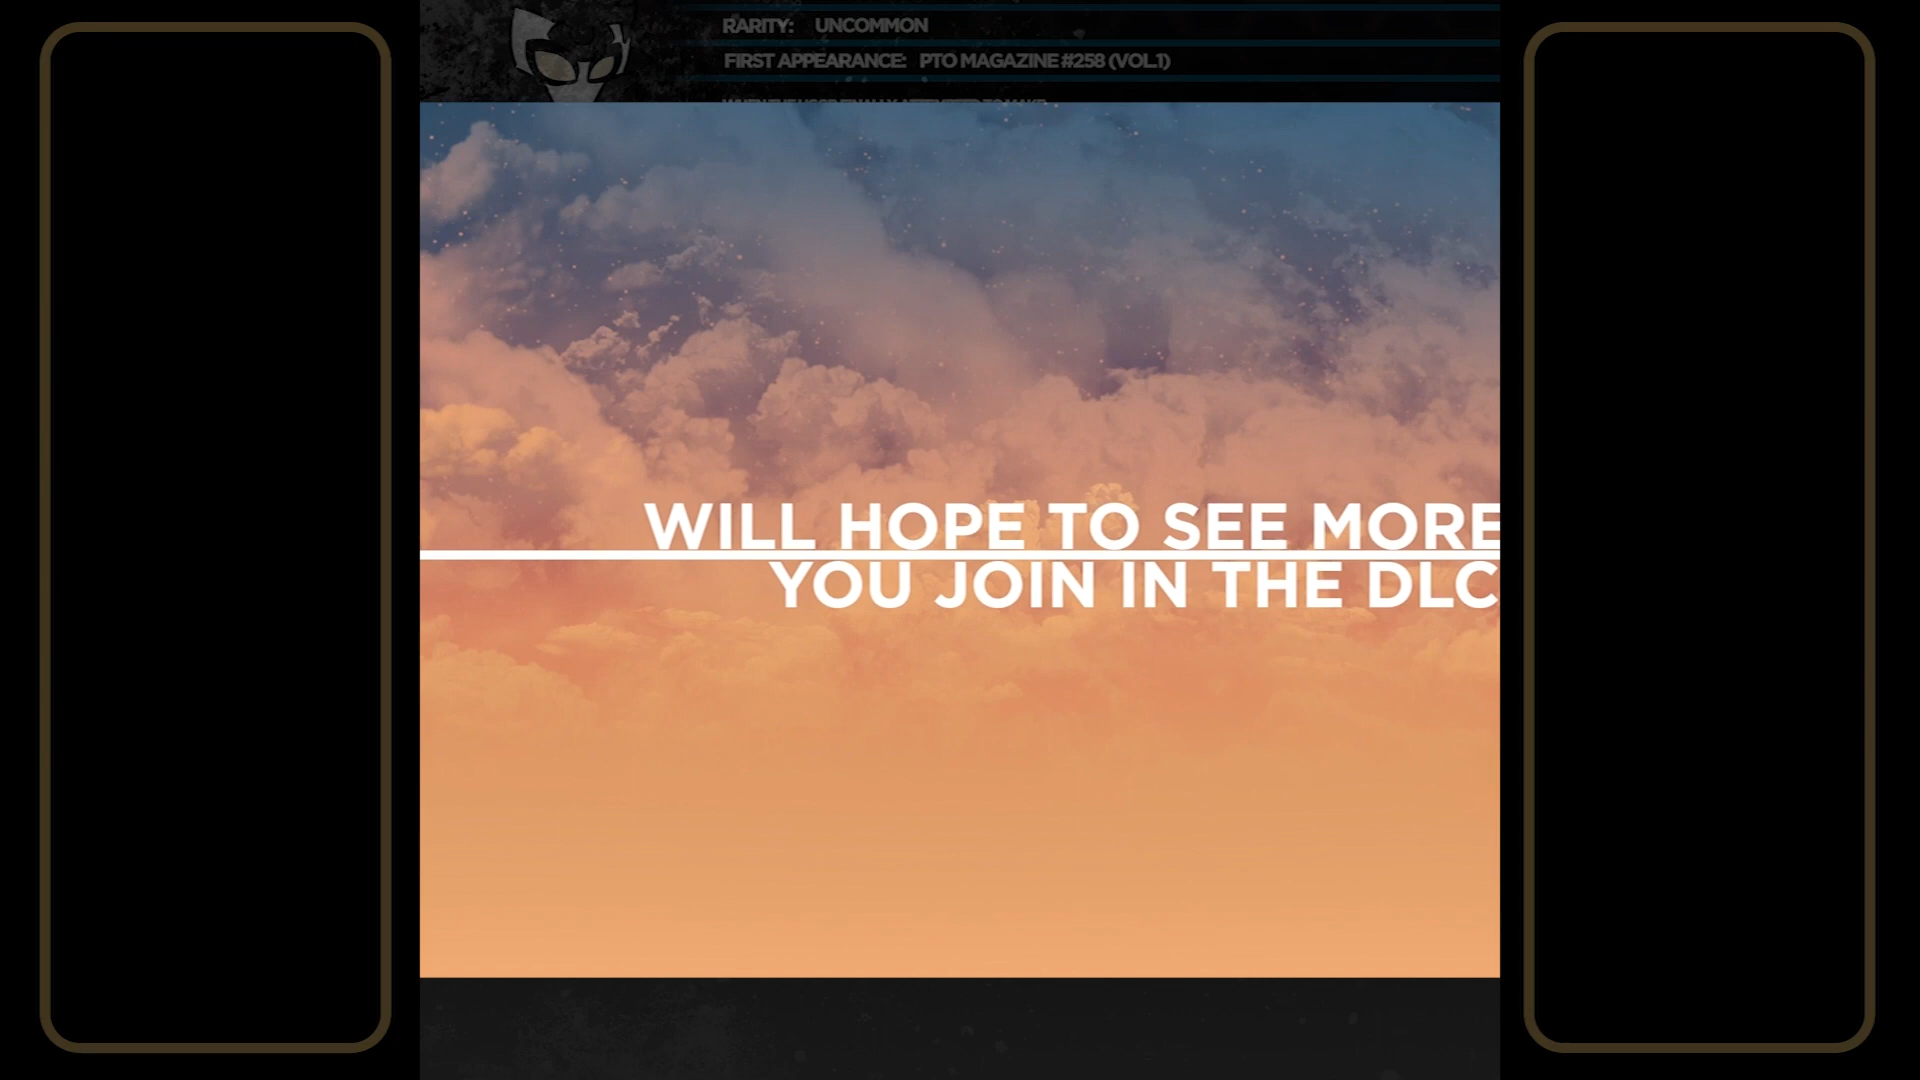 RARITY: UNCOMMON
FIRST APPEARANCE: PTO MAGAZINE #258 (VOL.1)
WILL HOPE TO SEE MORE
YOU JOIN IN THE DLC